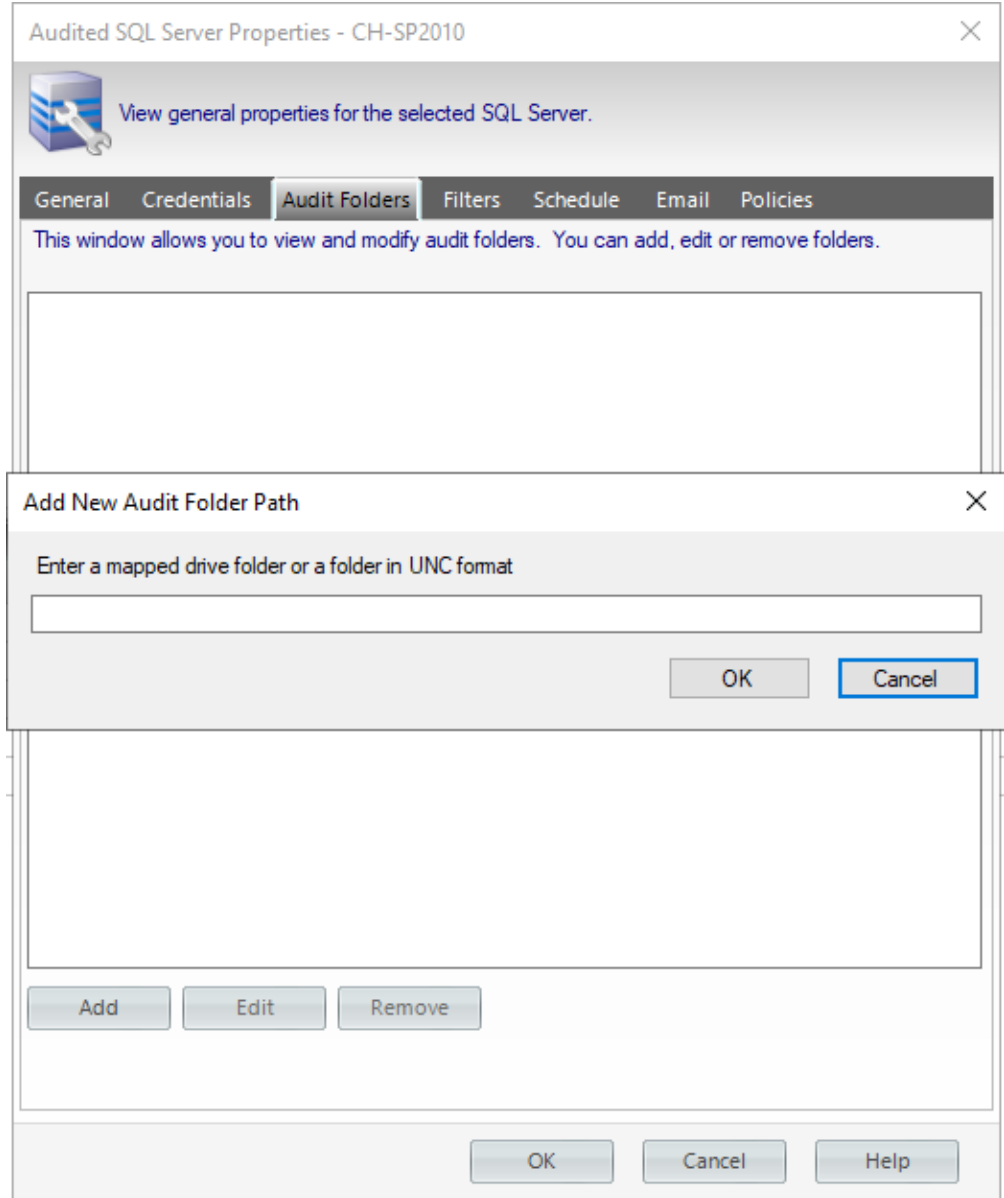 Audited SQL Server Properties - CH-SP2010
View general properties for the selected SQL Server.
General Credentials Audit Folders Filters Schedule Email Policies
This window allows you to view and modify audit folders. You can add, edit or remove folders.
Add New Audit Folder Path
Enter a mapped drive folder or a folder in UNC format
OK Cancel
Add Edit Remove
OK Cancel Help